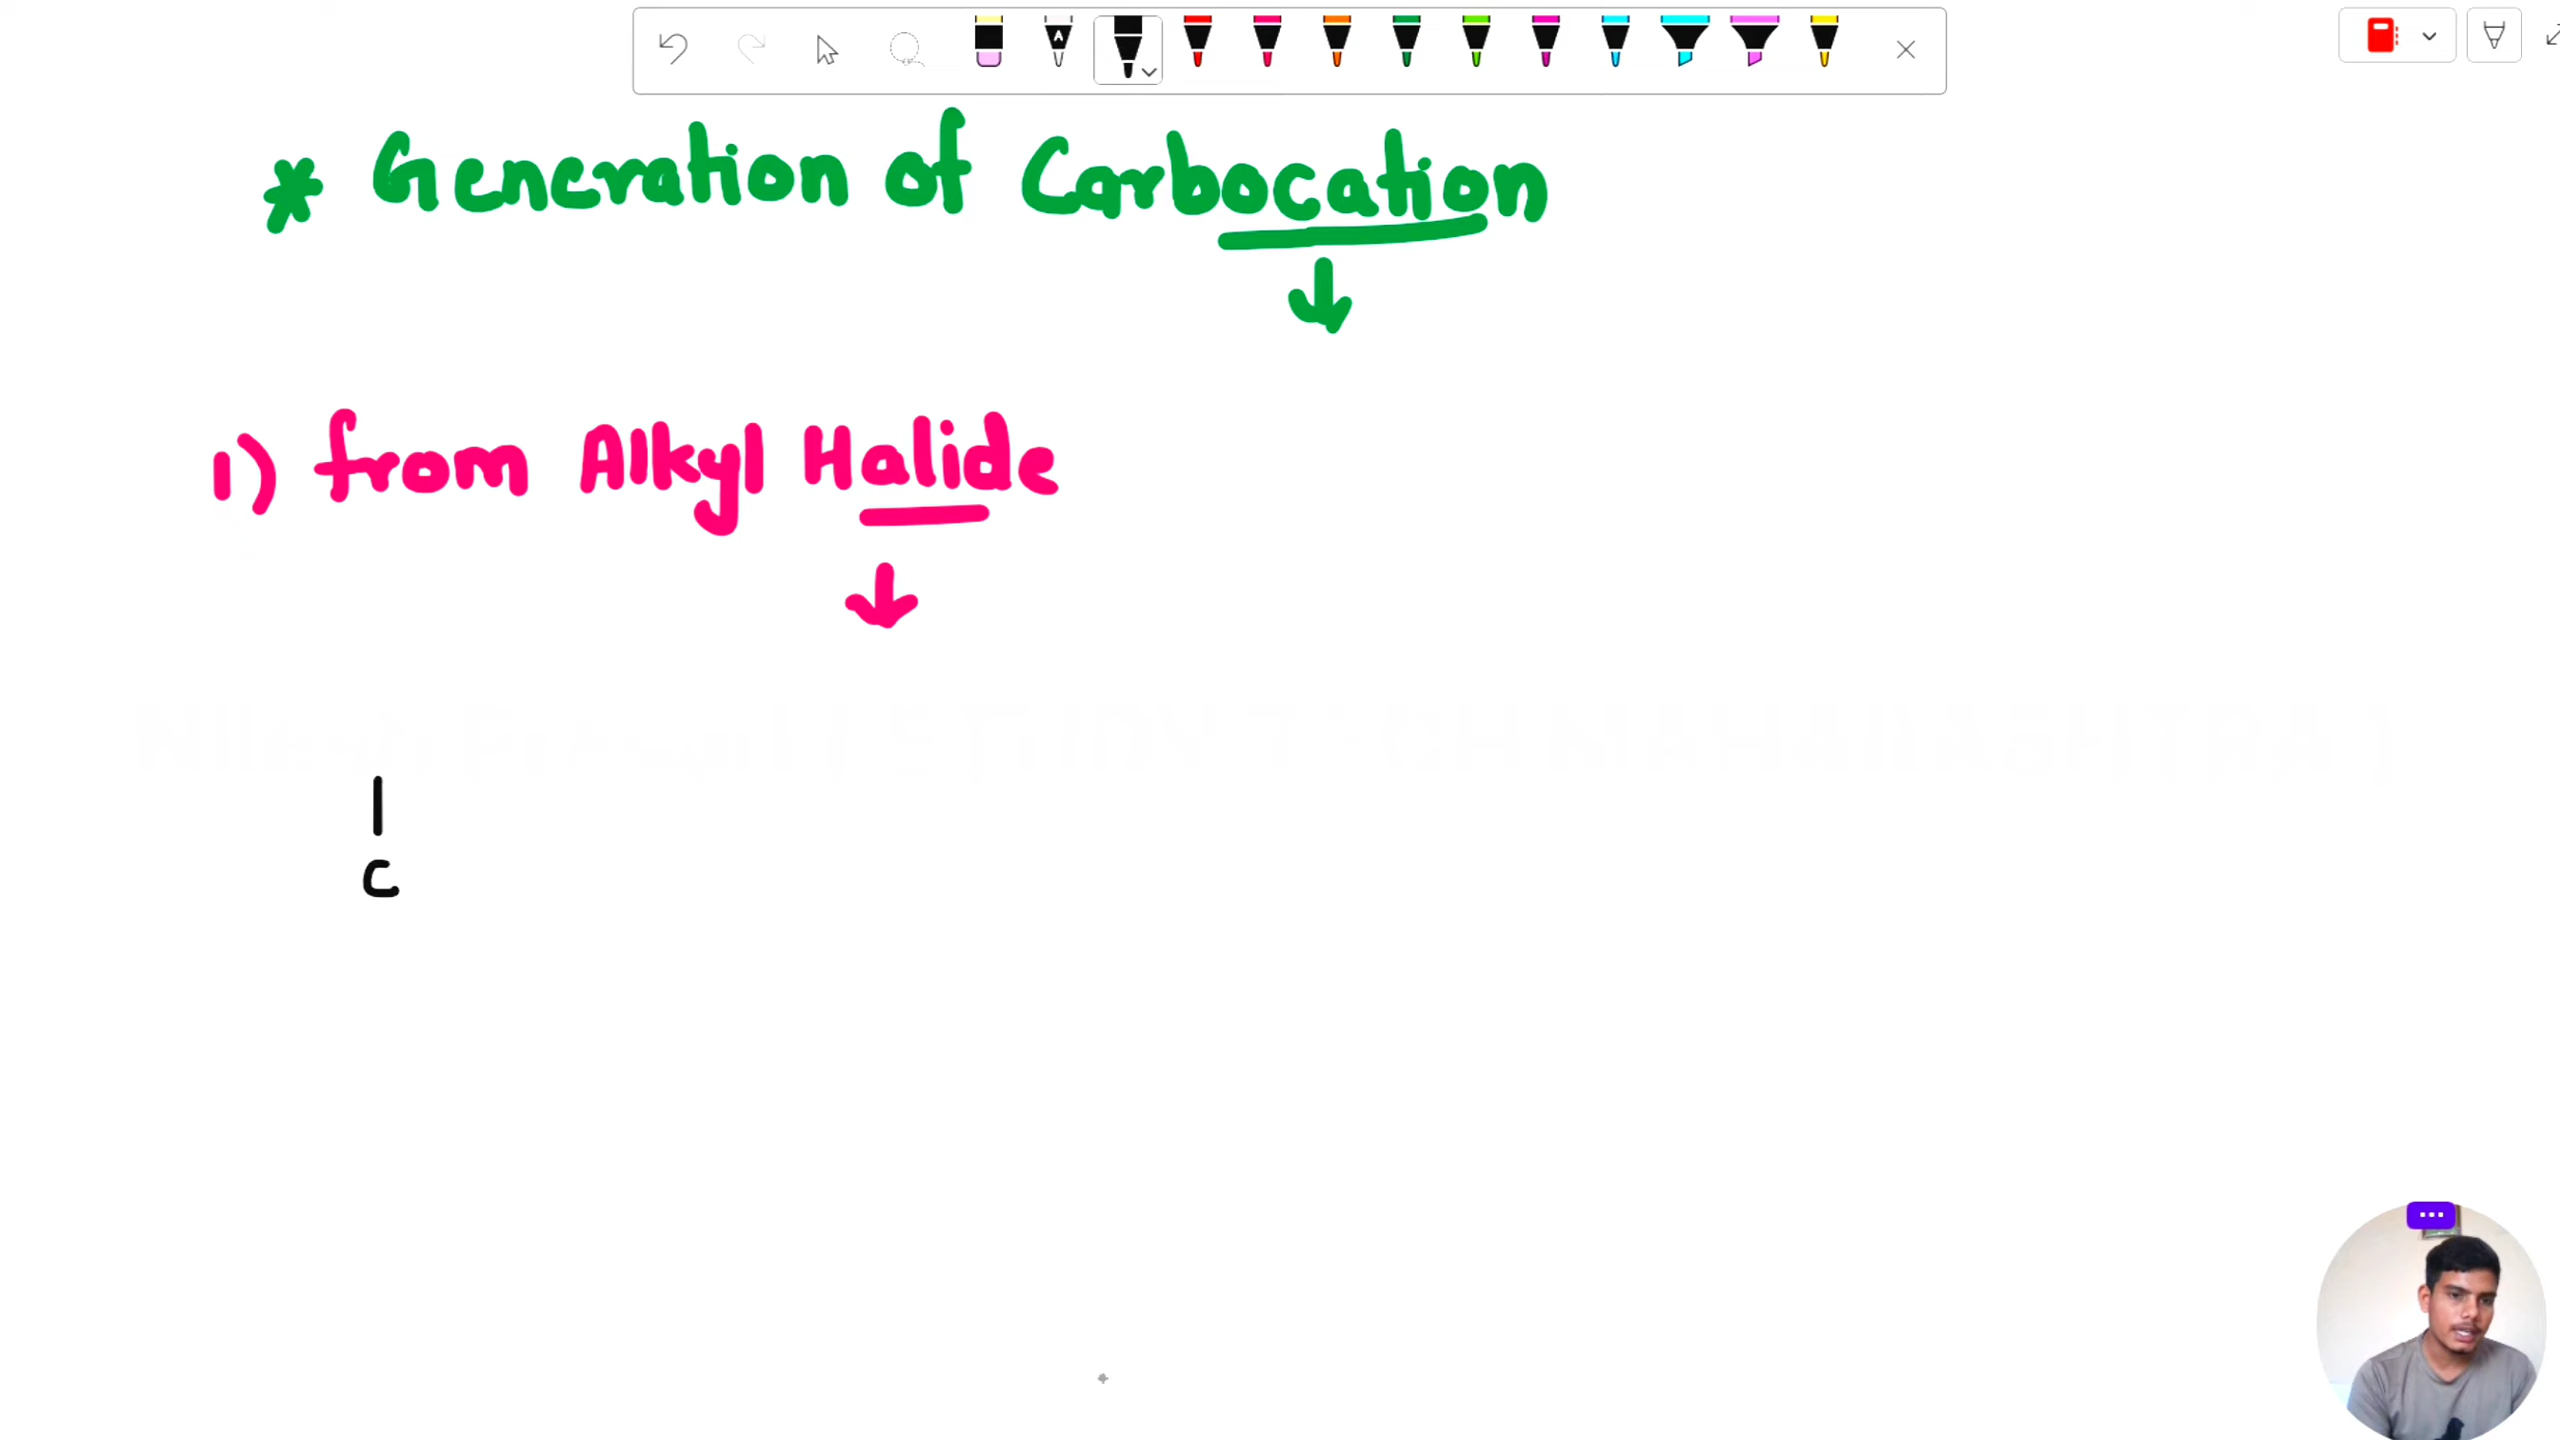 * Generation of Carbocation
↓
1) from Alkyl Halide
↓
|
C